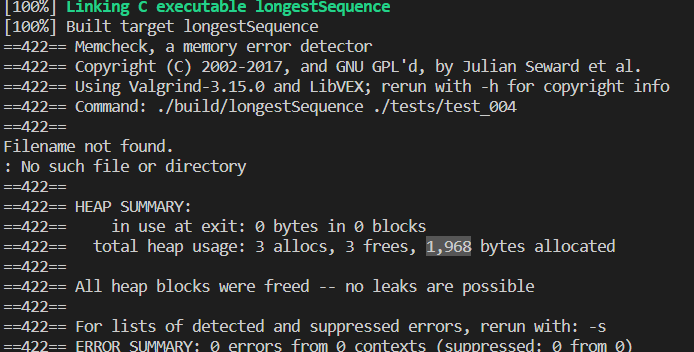 [100%] Linking C executable longestSequence
[100%] Built target longestSequence
==422== Memcheck, a memory error detector
==422== Copyright (C) 2002-2017, and GNU GPL'd, by Julian Seward et al.
==422== Using Valgrind-3.15.0 and LibVEX; rerun with -h for copyright info
==422== Command: ./build/longestSequence ./tests/test_004
==422==
Filename not found.
: No such file or directory
==422==
==422== HEAP SUMMARY:
==422==     in use at exit: 0 bytes in 0 blocks
==422==   total heap usage: 3 allocs, 3 frees, 1,968 bytes allocated
==422==
==422== All heap blocks were freed -- no leaks are possible
==422==
==422== For lists of detected and suppressed errors, rerun with: -s
==422== ERROR SUMMARY: 0 errors from 0 contexts (suppressed: 0 from 0)